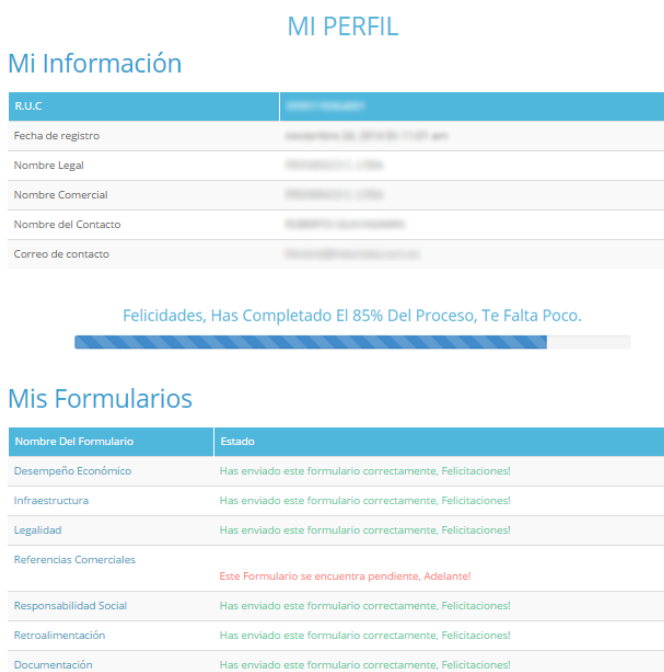 MI PERFIL
Mi Información
R.U.C
Fecha de registro
Nombre Legal
Nombre Comercial
Nombre del Contacto
Correo de contacto
Felicidades, Has Completado El 85% Del Proceso, Te Falta Poco.
Mis Formularios
Nombre Del Formulario Estado
Desempeño Económico Has enviado este formulario correctamente, Felicitaciones!
Infraestructura Has enviado este formulario correctamente, Felicitaciones!
Legalidad Has enviado este formulario correctamente, Felicitaciones!
Referencias Comerciales
Este Formulario se encuentra pendiente, Adelante!
Responsabilidad Social Has enviado este formulario correctamente, Felicitaciones!
Retroalimentación Has enviado este formulario correctamente, Felicitaciones!
Documentación Has enviado este formulario correctamente, Felicitaciones!